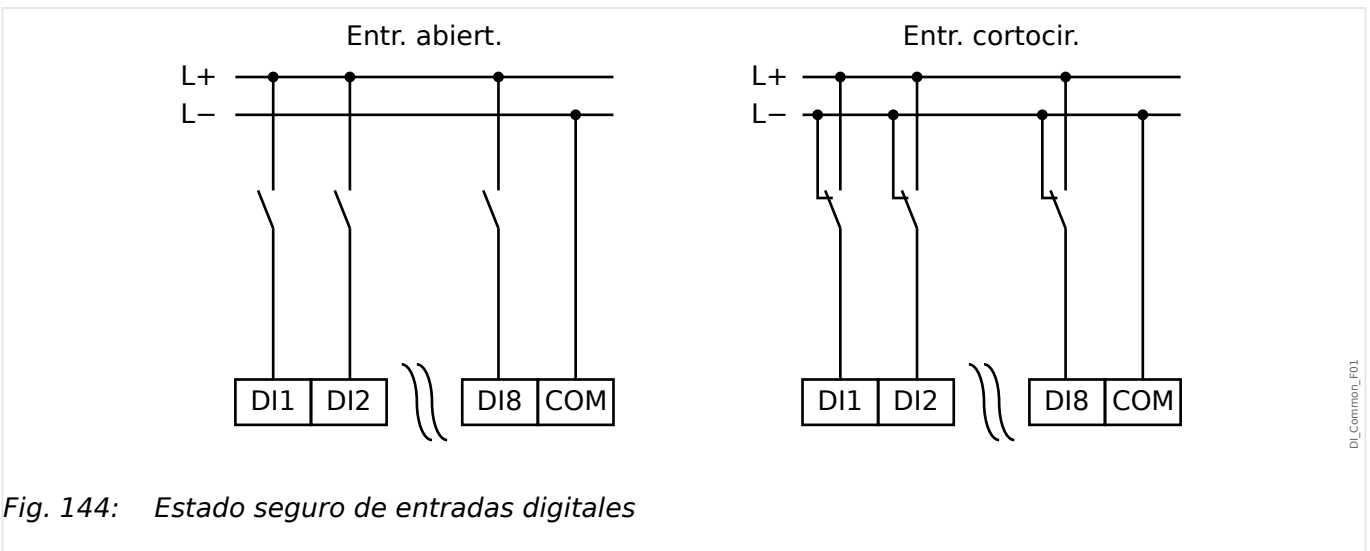 Entr. abiert.
L+
L−
DI1 DI2 DI8 COM
Entr. cortocir.
L+
L−
DI1 DI2 DI8 COM
DI_Common_F01
Fig. 144: Estado seguro de entradas digitales